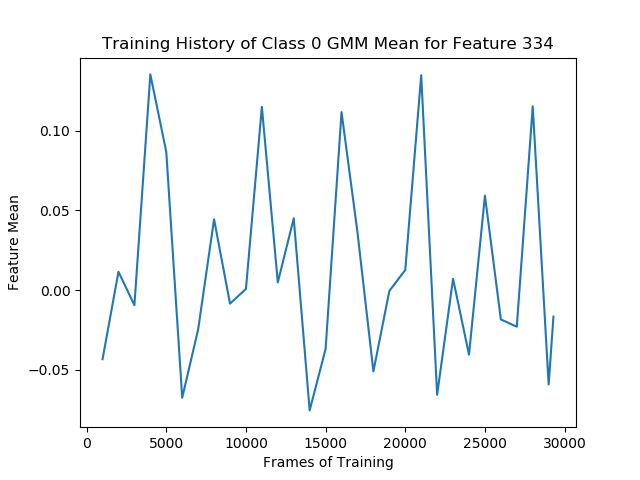 Training History of Class 0 GMM Mean for Feature 334
0.10
0.05
0.00
−0.05
Feature Mean
0 5000 10000 15000 20000 25000 30000
Frames of Training